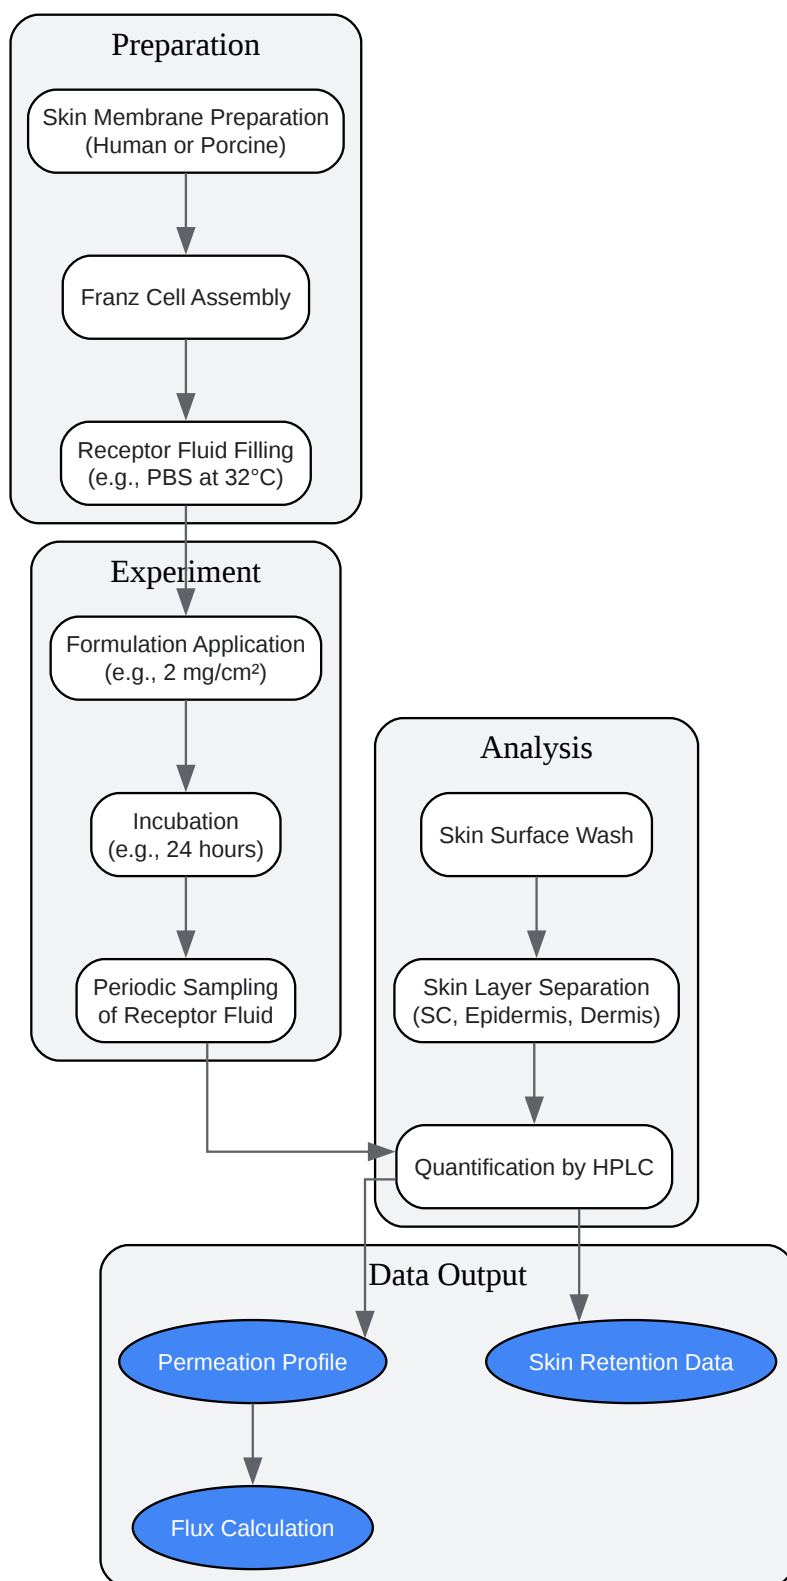 Preparation
Skin Membrane Preparation
(Human or Porcine)
Franz Cell Assembly
Receptor Fluid Filling
(e.g., PBS at 32°C)
Experiment
Formulation Application
(e.g., 2 mg/cm²)
Incubation
(e.g., 24 hours)
Periodic Sampling
of Receptor Fluid
Analysis
Skin Surface Wash
Skin Layer Separation
(SC, Epidermis, Dermis)
Quantification by HPLC
Data Output
Permeation Profile
Skin Retention Data
Flux Calculation